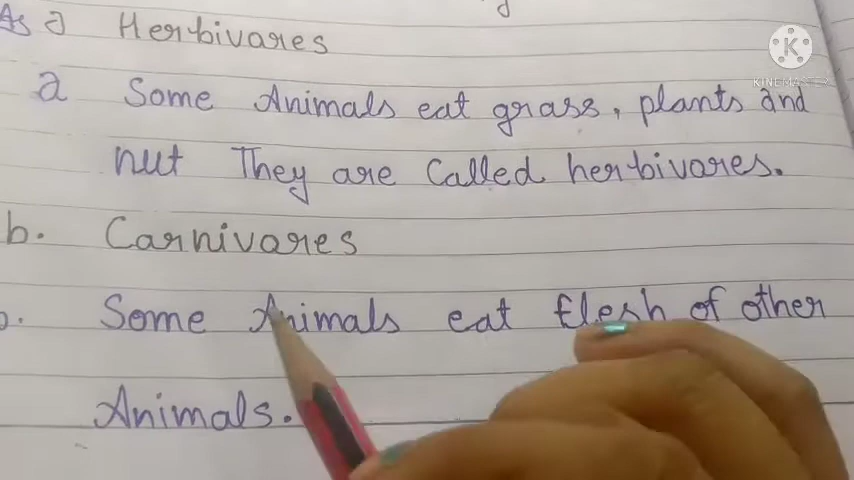 As a Herbivares
a Some Animals eat grass, plants and
nut They are Called herbivares.
b. Carnivares
b. Some Animals eat flesh of other
Animals.
K
KINEMASTER